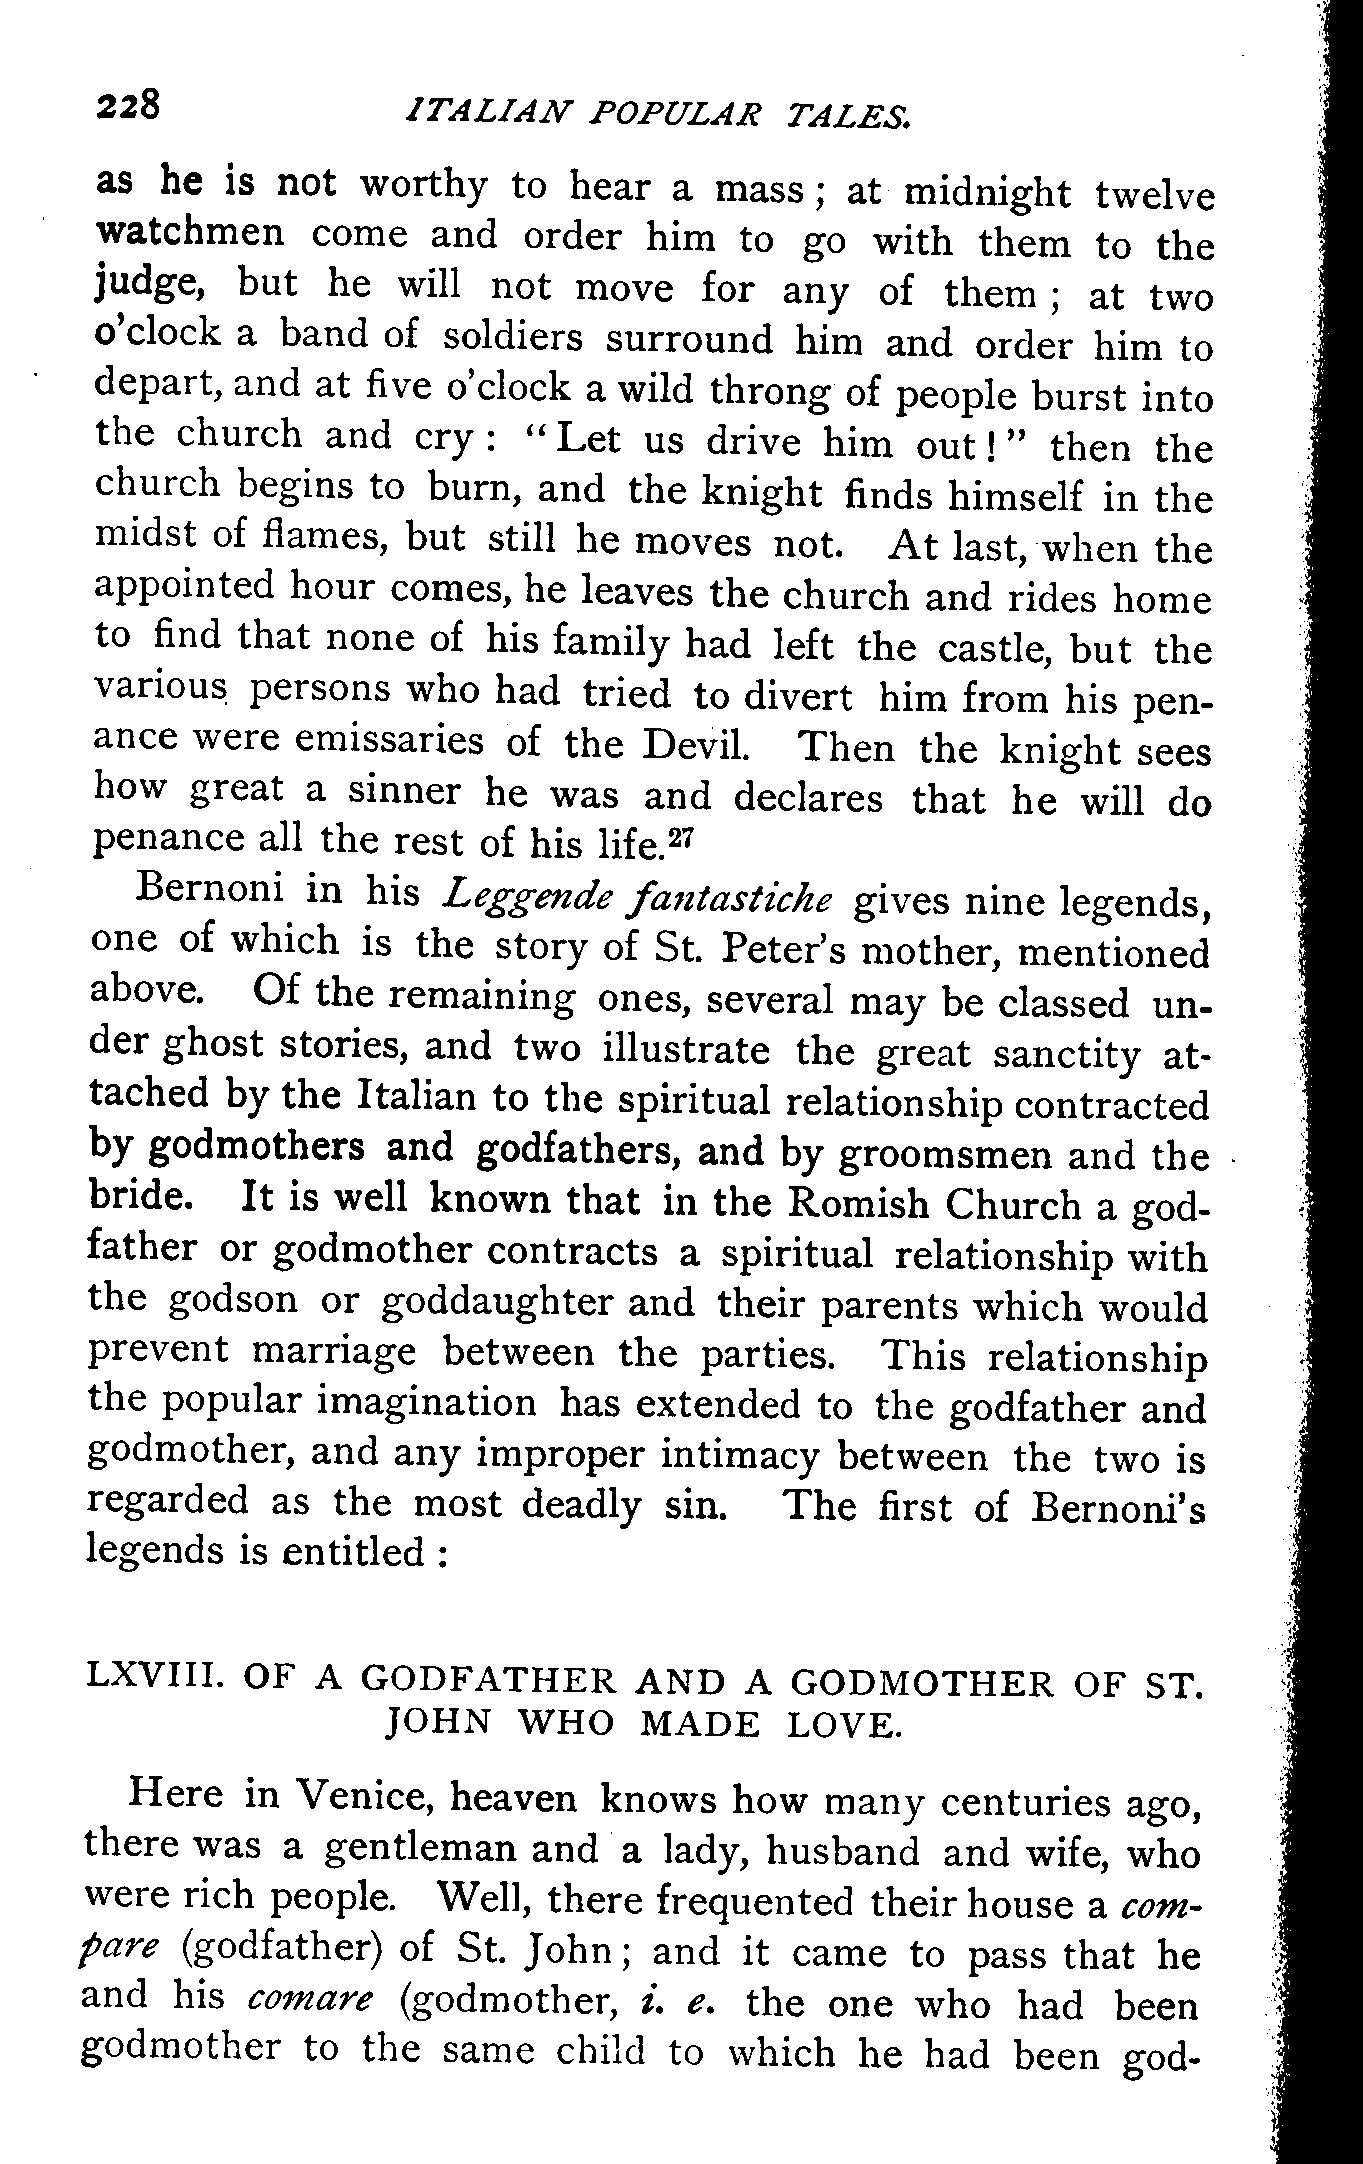 228 ITALIAN POPULAR TALES.
as he is not worthy to hear a mass ; at midnight twelve
watchmen come and order him to go with them to the
judge, but he will not move for any of them ; at two
o'clock a band of soldiers surround him and order him to
depart, and at five o'clock a wild throng of people burst into
the church and cry : "Let us drive him out!" then the
church begins to burn, and the knight finds himself in the
midst of flames, but still he moves not. At last, when the
appointed hour comes, he leaves the church and rides home
to find that none of his family had left the castle, but the
various persons who had tried to divert him from his pen-
ance were emissaries of the Devil. Then the knight sees
how great a sinner he was and declares that he will do
penance all the rest of his life.²⁷
Bernoni in his Leggende fantastiche gives nine legends,
one of which is the story of St. Peter's mother, mentioned
above. Of the remaining ones, several may be classed un-
der ghost stories, and two illustrate the great sanctity at-
tached by the Italian to the spiritual relationship contracted
by godmothers and godfathers, and by groomsmen and the
bride. It is well known that in the Romish Church a god-
father or godmother contracts a spiritual relationship with
the godson or goddaughter and their parents which would
prevent marriage between the parties. This relationship
the popular imagination has extended to the godfather and
godmother, and any improper intimacy between the two is
regarded as the most deadly sin. The first of Bernoni's
legends is entitled :
LXVIII. OF A GODFATHER AND A GODMOTHER OF ST.
JOHN WHO MADE LOVE.
Here in Venice, heaven knows how many centuries ago,
there was a gentleman and a lady, husband and wife, who
were rich people. Well, there frequented their house a com-
pare (godfather) of St. John ; and it came to pass that he
and his comare (godmother, i. e. the one who had been
godmother to the same child to which he had been god-